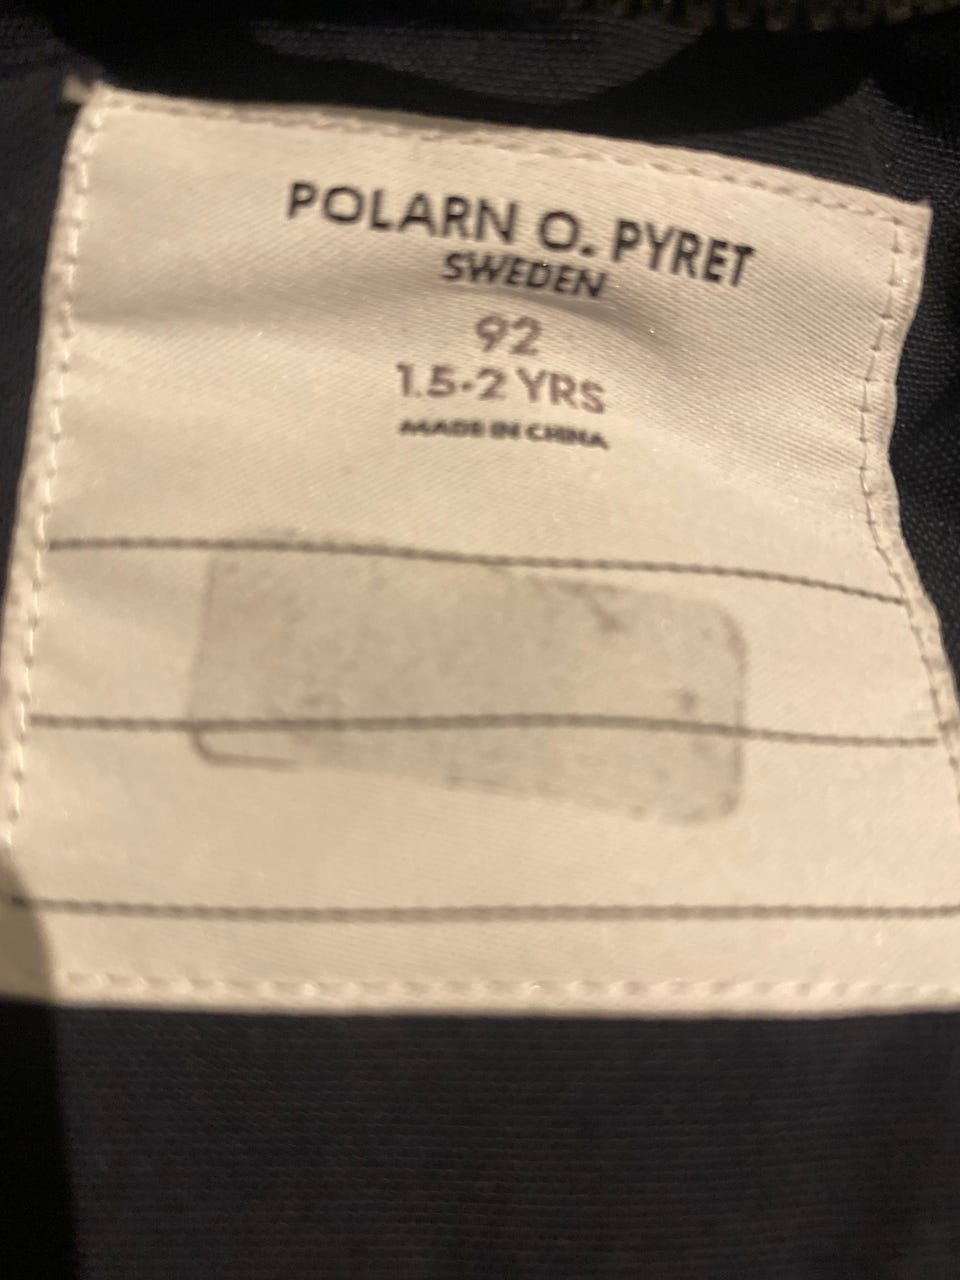 POLARN O. PYRET
SWEDEN
92
1.5-2 YRS
MADE IN CHINA